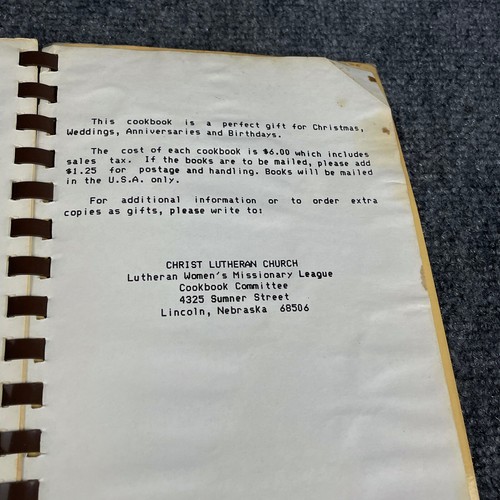 This cookbook is a perfect gift for Christmas,
Weddings, Anniversaries and Birthdays.
The cost of each cookbook is $6.00 which includes
sales tax. If the books are to be mailed, please add
$1.25 for postage and handling. Books will be mailed
in the U.S.A. only.
For additional information or to order extra
copies as gifts, please write to:
CHRIST LUTHERAN CHURCH
Lutheran Women's Missionary League
Cookbook Committee
4325 Sumner Street
Lincoln, Nebraska 68506